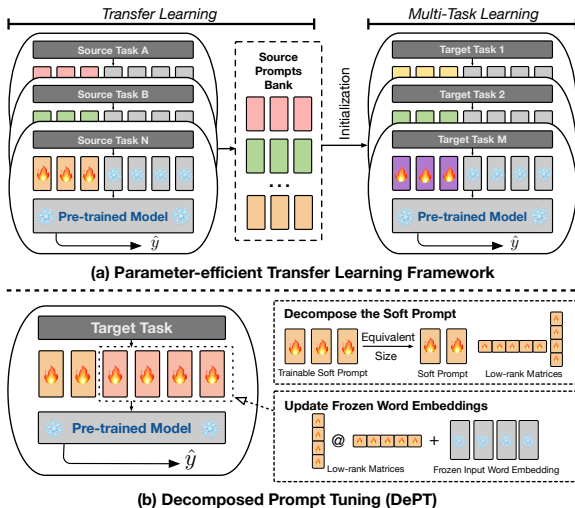 Transfer Learning
Multi-Task Learning
Source Task A
Source Task B
Source Task N
Pre-trained Model
ŷ
Source
Prompts
Bank
...
Initialization
Target Task 1
Target Task 2
Target Task M
Pre-trained Model
ŷ
(a) Parameter-efficient Transfer Learning Framework
Target Task
Pre-trained Model
ŷ
Decompose the Soft Prompt
Equivalent
Size
Trainable Soft Prompt
Soft Prompt
Low-rank Matrices
Update Frozen Word Embeddings
@
+
Low-rank Matrices
Frozen Input Word Embedding
(b) Decomposed Prompt Tuning (DePT)